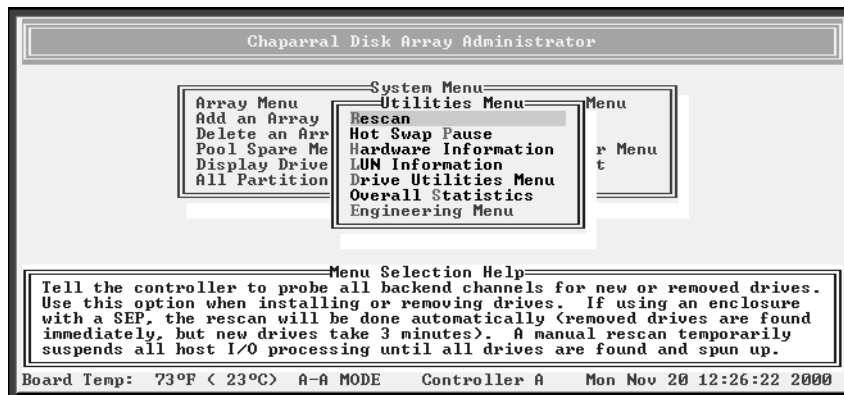 Chaparral Disk Array Administrator
System Menu
Array Menu
Add an Array
Delete an Arr
Pool Spare Me
Display Drive
All Partition
Menu
r Menu
t
Utilities Menu
Rescan
Hot Swap Pause
Hardware Information
LUN Information
Drive Utilities Menu
Overall Statistics
Engineering Menu
Menu Selection Help
Tell the controller to probe all backend channels for new or removed drives.
Use this option when installing or removing drives.  If using an enclosure
with a SEP, the rescan will be done automatically (removed drives are found
immediately, but new drives take 3 minutes).  A manual rescan temporarily
suspends all host I/O processing until all drives are found and spun up.
Board Temp:  73ºF ( 23ºC)  A-A MODE    Controller A    Mon Nov 20 12:26:22 2000